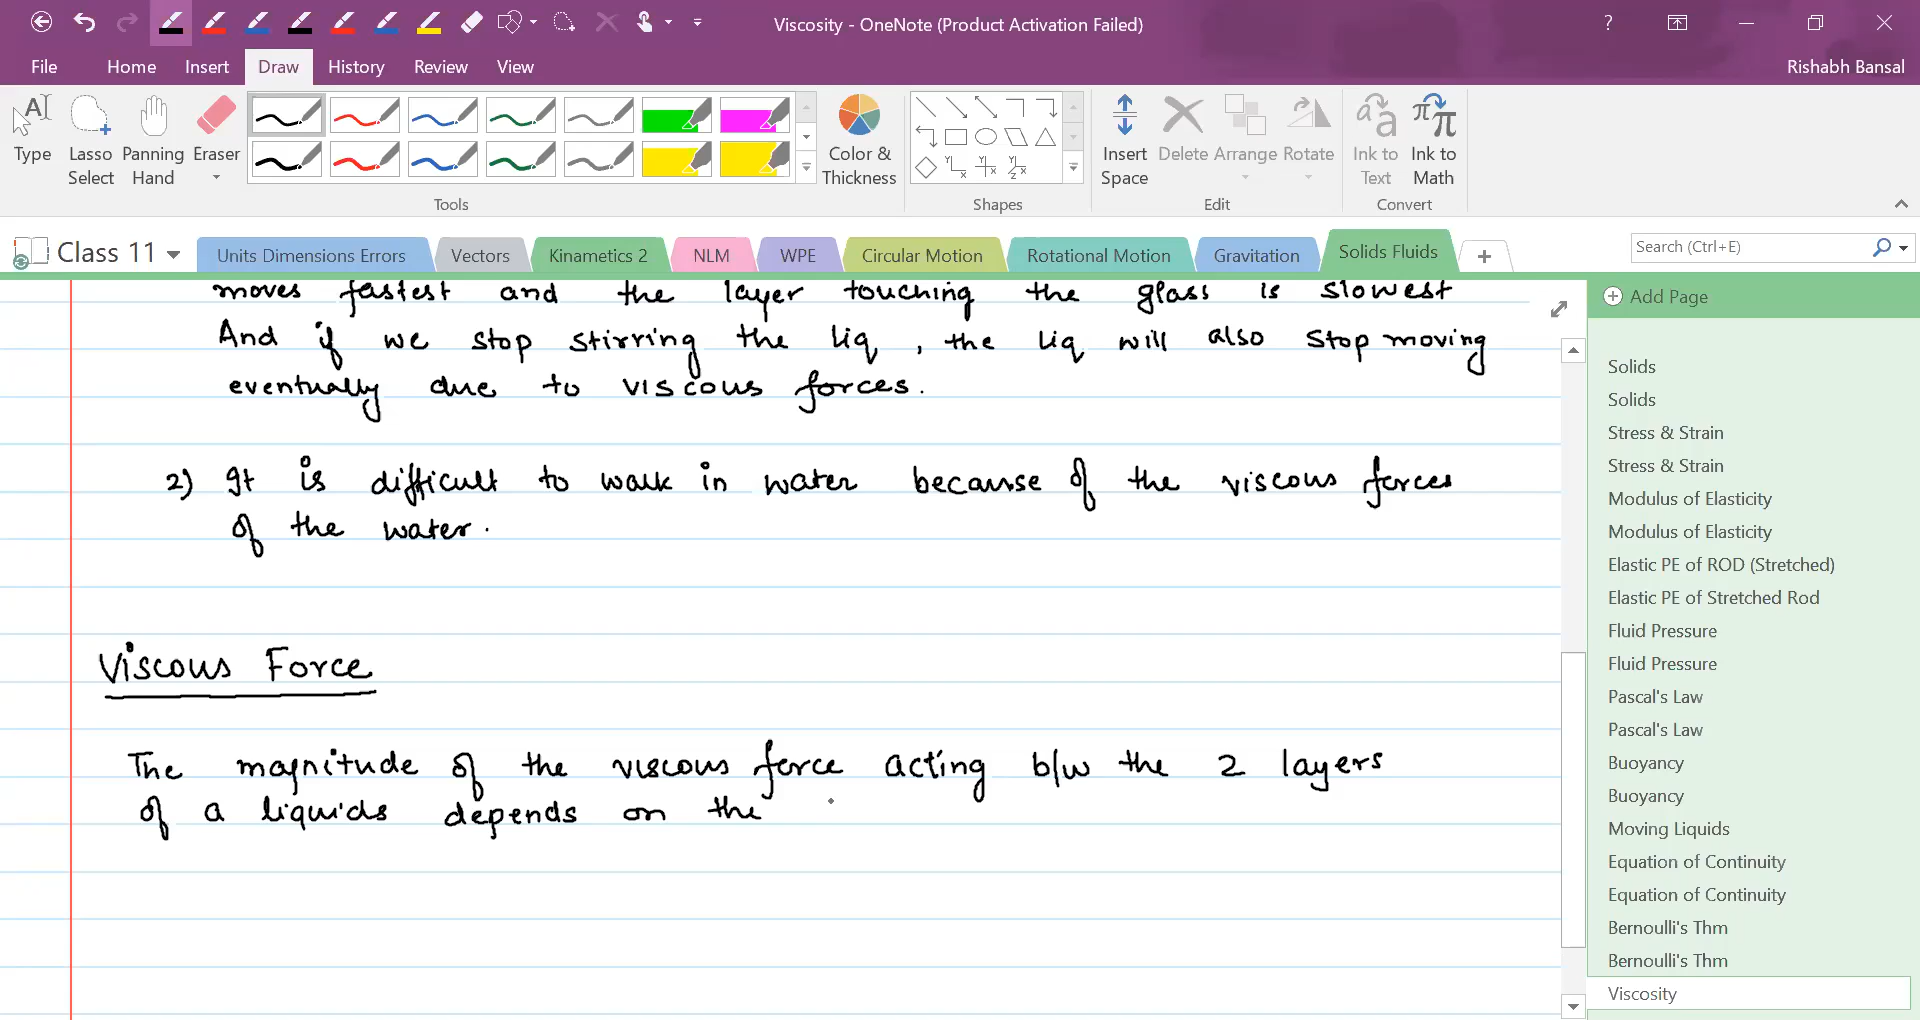 Viscosity - OneNote (Product Activation Failed)
?
File Home Insert Draw History Review View
Rishabh Bansal
Type
Lasso Select
Panning Hand
Eraser
Color & Thickness
Insert Space
Delete
Arrange
Rotate
Ink to Text
Ink to Math
Tools
Shapes
Edit
Convert
Class 11
Units Dimensions Errors
Vectors
Kinametics 2
NLM
WPE
Circular Motion
Rotational Motion
Gravitation
Solids Fluids
Search (Ctrl+E)
moves fastest and the layer touching the glass is slowest
And if we stop stirring the liq, the liq will also stop moving
eventually due to viscous forces.
2) It is difficult to walk in water because of the viscous forces
of the water.
Viscous Force
The magnitude of the viscous force acting b/w the 2 layers
of a liquids depends on the
Add Page
Solids
Solids
Stress & Strain
Stress & Strain
Modulus of Elasticity
Modulus of Elasticity
Elastic PE of ROD (Stretched)
Elastic PE of Stretched Rod
Fluid Pressure
Fluid Pressure
Pascal's Law
Pascal's Law
Buoyancy
Buoyancy
Moving Liquids
Equation of Continuity
Equation of Continuity
Bernoulli's Thm
Bernoulli's Thm
Viscosity